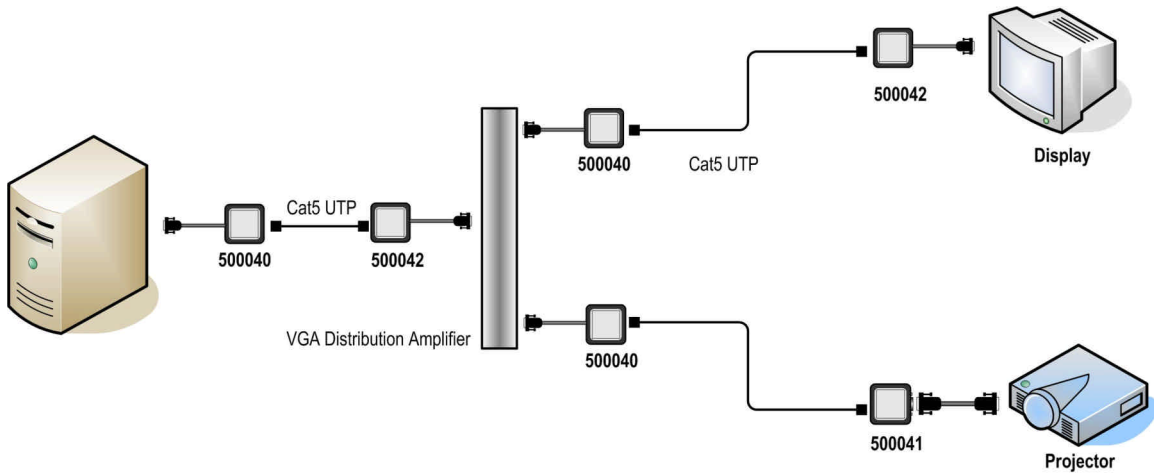 500042
Display
500040
Cat5 UTP
Cat5 UTP
500040
500042
VGA Distribution Amplifier
500040
500041
Projector